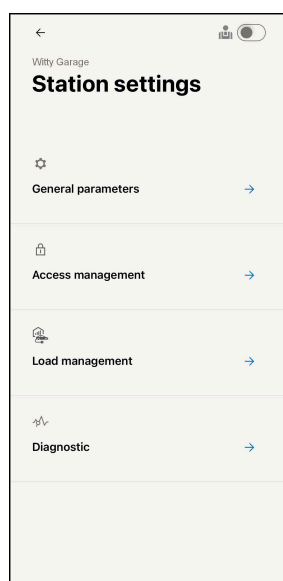 Witty Garage
Station settings
General parameters
Access management
Load management
Diagnostic